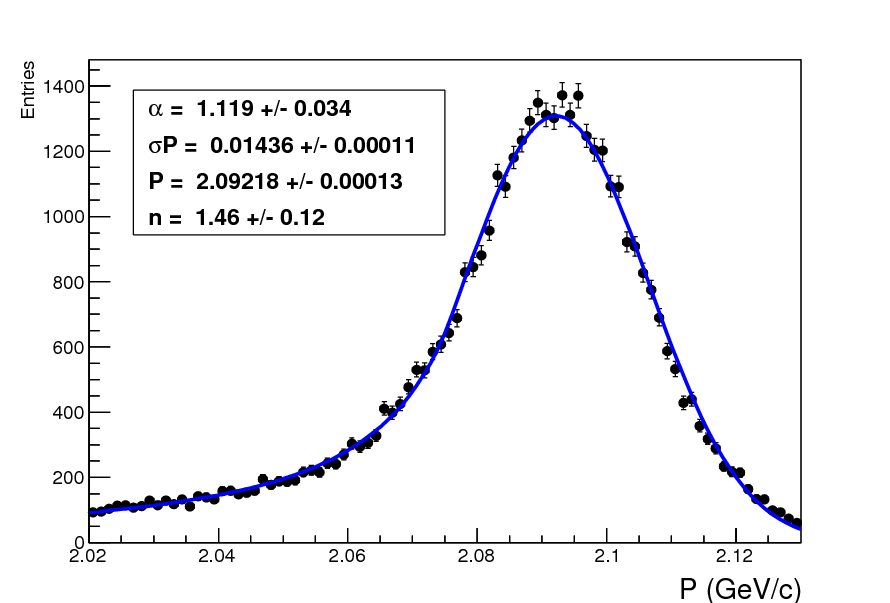 Entries
1400
1200
1000
800
600
400
200
0
α = 1.119 +/- 0.034
σP = 0.01436 +/- 0.00011
P = 2.09218 +/- 0.00013
n = 1.46 +/- 0.12
2.02 2.04 2.06 2.08 2.1 2.12
P (GeV/c)